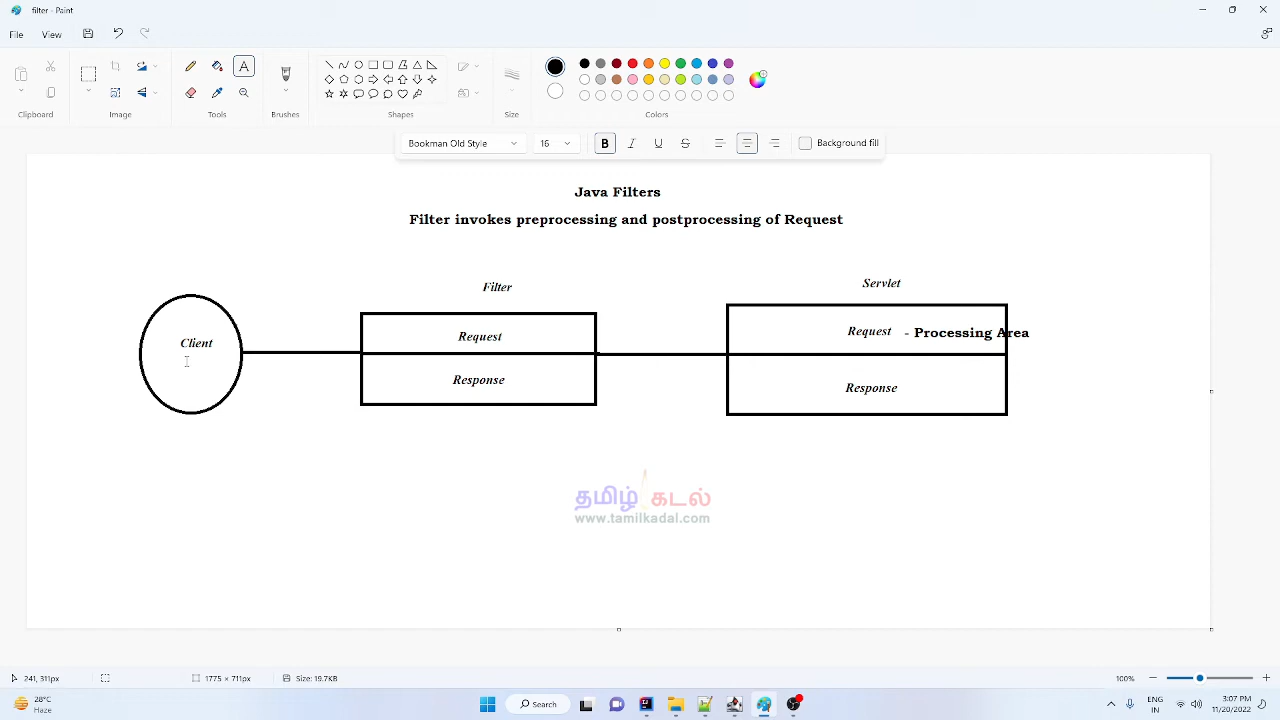 filter - Paint
File View
Clipboard Image Tools Brushes Shapes Size Colors
Bookman Old Style 16 B I U S Background fill
Java Filters
Filter invokes preprocessing and postprocessing of Request
Filter Servlet
Client Request Request - Processing Area
Response Response
தமிழ் கடல்
www.tamilkadal.com
241, 311px 1775 × 711px Size: 19.7KB 100%
28°C
Haze
Search
ENG
IN
3:07 PM
11/20/2022